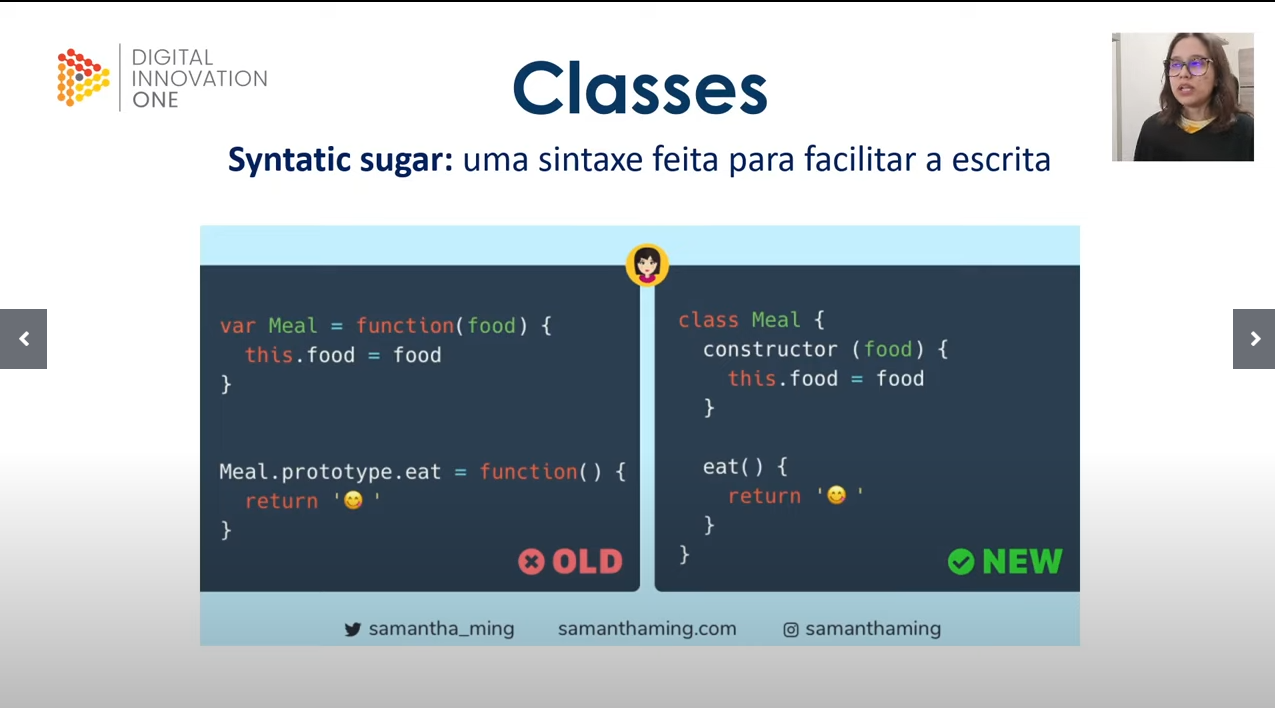 DIGITAL
INNOVATION
ONE
Classes
Syntatic sugar: uma sintaxe feita para facilitar a escrita
var Meal = function(food) {
this.food = food
}
Meal.prototype.eat = function() {
return '😋 '
}
OLD
class Meal {
constructor (food) {
this.food = food
}
eat() {
return '😋 '
}
}
NEW
samantha_ming
samanthaming.com
samanthaming